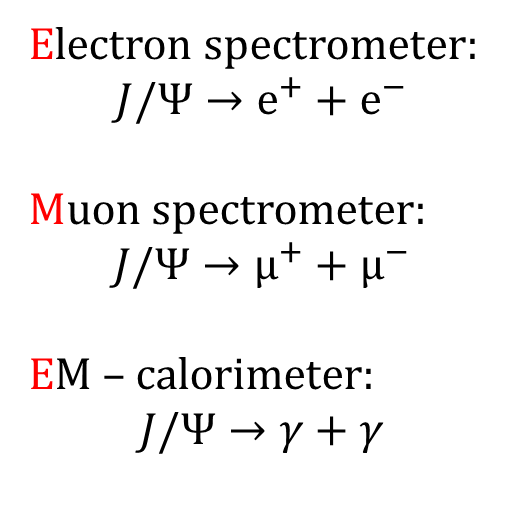 Electron spectrometer:
J/Ψ → e⁺ + e⁻
Muon spectrometer:
J/Ψ → μ⁺ + μ⁻
EM – calorimeter:
J/Ψ → γ + γ